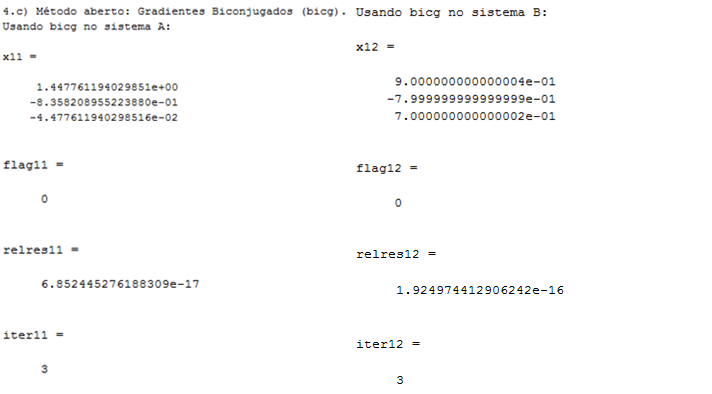 4.c) Método aberto: Gradientes Biconjugados (bicg).
Usando bicg no sistema A:
x11 =
1.447761194029851e+00
-8.358208955223880e-01
-4.477611940298516e-02
flag11 =
0
relres11 =
6.852445276188309e-17
iter11 =
3
Usando bicg no sistema B:
x12 =
9.000000000000004e-01
-7.999999999999999e-01
7.000000000000002e-01
flag12 =
0
relres12 =
1.924974412906242e-16
iter12 =
3